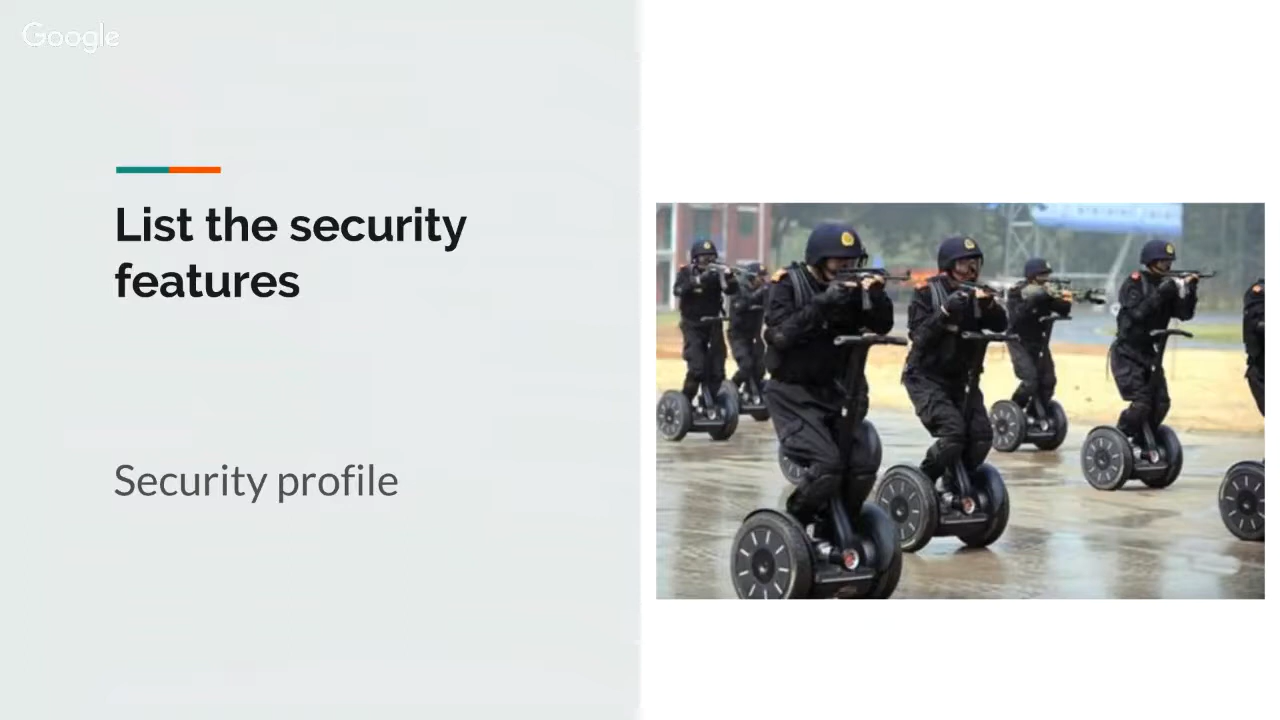 Google
List the security
features
Security profile